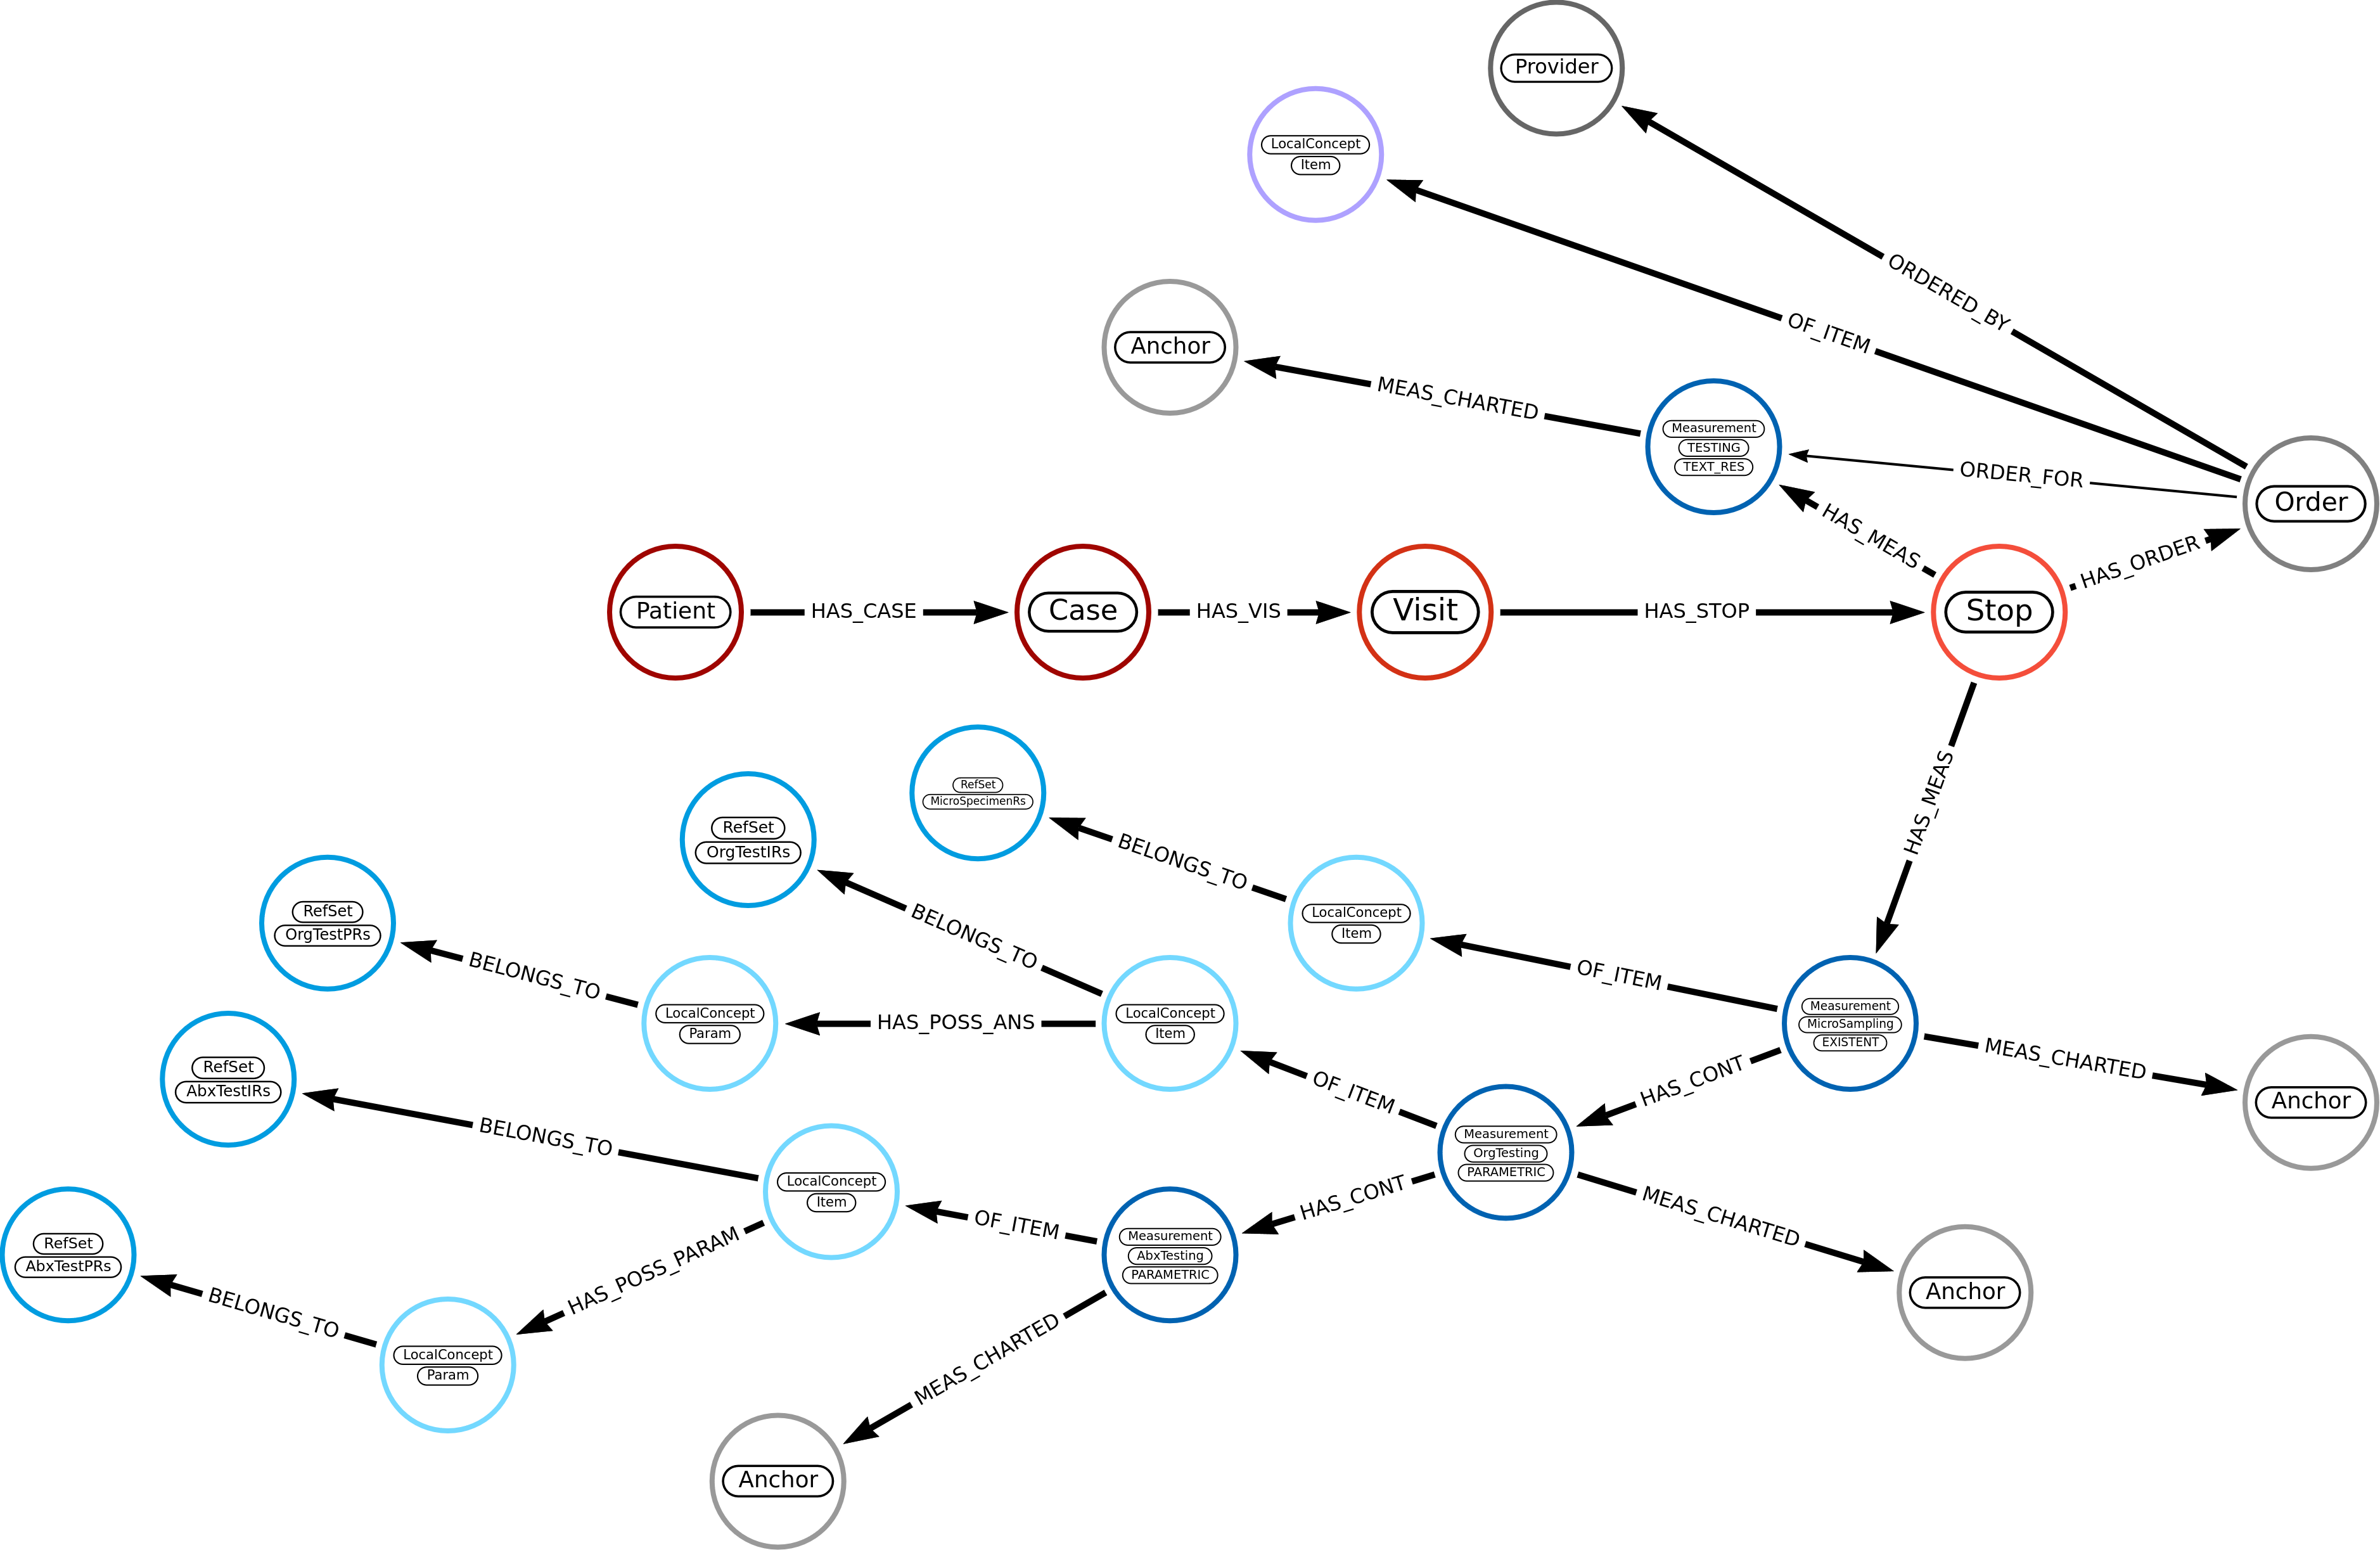 Provider
LocalConcept
Item
ORDERED_BY
OF_ITEM
Anchor
MEAS_CHARTED
Measurement
TESTING
TEXT_RES
ORDER_FOR
Order
HAS_MEAS
HAS_ORDER
Patient
HAS_CASE
Case
HAS_VIS
Visit
HAS_STOP
Stop
HAS_MEAS
RefSet
MicroSpecimenRs
RefSet
OrgTestIRs
BELONGS_TO
LocalConcept
Item
RefSet
OrgTestPRs
BELONGS_TO
BELONGS_TO
OF_ITEM
LocalConcept
Param
HAS_POSS_ANS
LocalConcept
Item
Measurement
MicroSampling
EXISTENT
MEAS_CHARTED
Anchor
RefSet
AbxTestIRs
BELONGS_TO
OF_ITEM
HAS_CONT
Measurement
OrgTesting
PARAMETRIC
LocalConcept
Item
HAS_CONT
MEAS_CHARTED
OF_ITEM
Measurement
AbxTesting
PARAMETRIC
RefSet
AbxTestPRs
HAS_POSS_PARAM
BELONGS_TO
Anchor
LocalConcept
Param
MEAS_CHARTED
Anchor